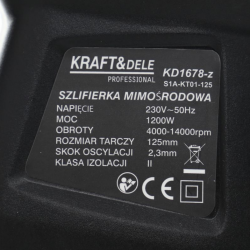 KRAFT&DELE
PROFESSIONAL
KD1678-z
S1A-KT01-125
SZLIFIERKA MIMOŚRODOWA
NAPIĘCIE 230V~50Hz
MOC 1200W
OBROTY 4000-14000rpm
ROZMIAR TARCZY 125mm
SKOK OSCYLACJI 2,3mm
KLASA IZOLACJI II
CE